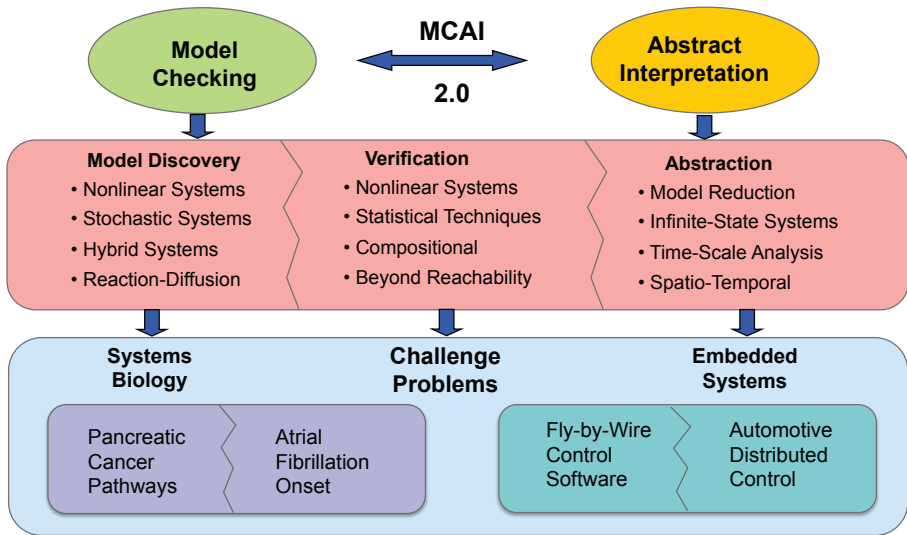 Model
Checking
MCAI
2.0
Abstract
Interpretation
Model Discovery
• Nonlinear Systems
• Stochastic Systems
• Hybrid Systems
• Reaction-Diffusion
Verification
• Nonlinear Systems
• Statistical Techniques
• Compositional
• Beyond Reachability
Abstraction
• Model Reduction
• Infinite-State Systems
• Time-Scale Analysis
• Spatio-Temporal
Systems
Biology
Challenge
Problems
Embedded
Systems
Pancreatic
Cancer
Pathways
Atrial
Fibrillation
Onset
Fly-by-Wire
Control
Software
Automotive
Distributed
Control